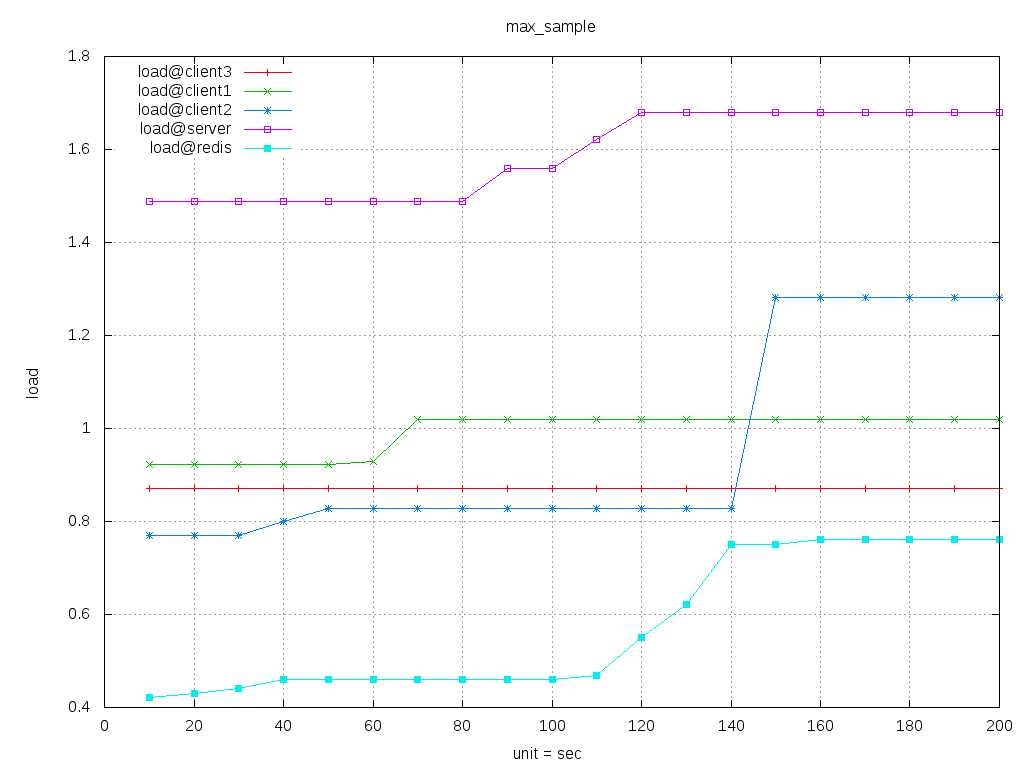 max_sample
1.8
1.6
1.4
1.2
1
0.8
0.6
0.4
load
load@client3
load@client1
load@client2
load@server
load@redis
0 20 40 60 80 100 120 140 160 180 200
unit = sec